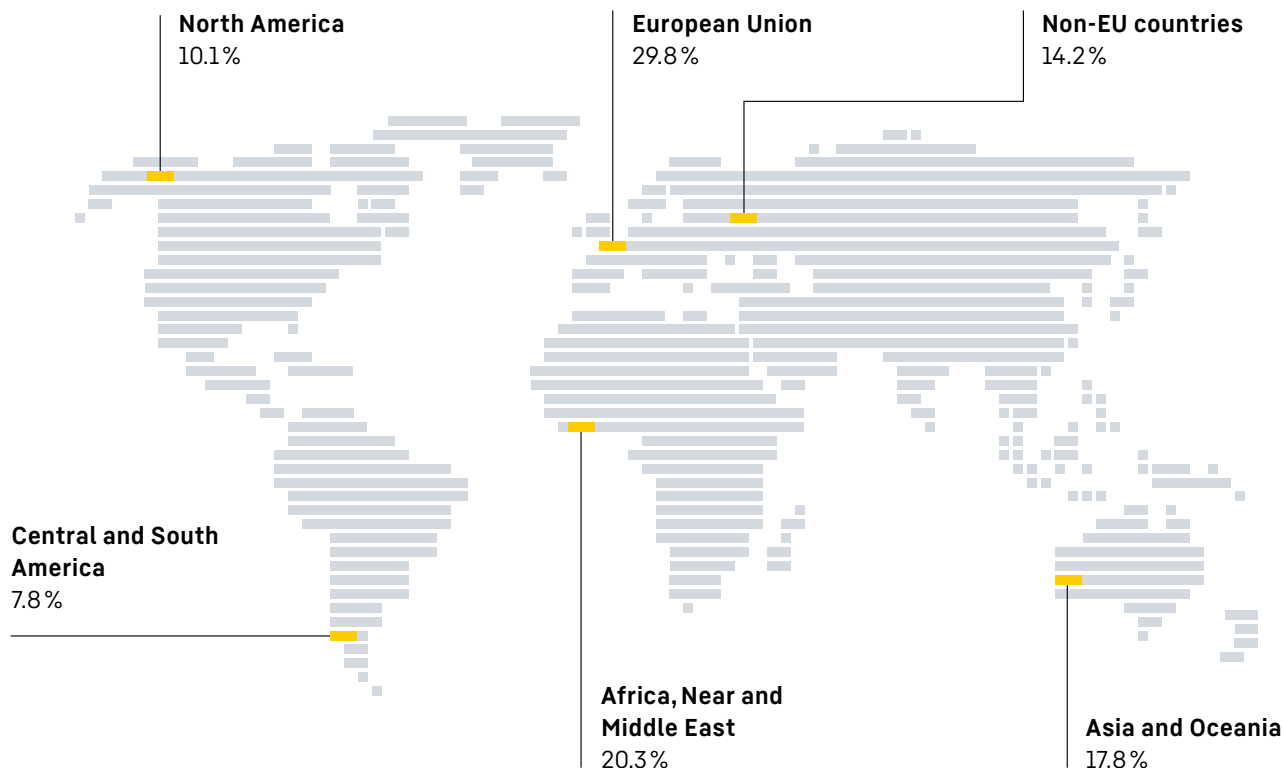 North America
10.1 %
European Union
29.8 %
Non-EU countries
14.2 %
Central and South
America
7.8 %
Africa, Near and
Middle East
20.3 %
Asia and Oceania
17.8 %